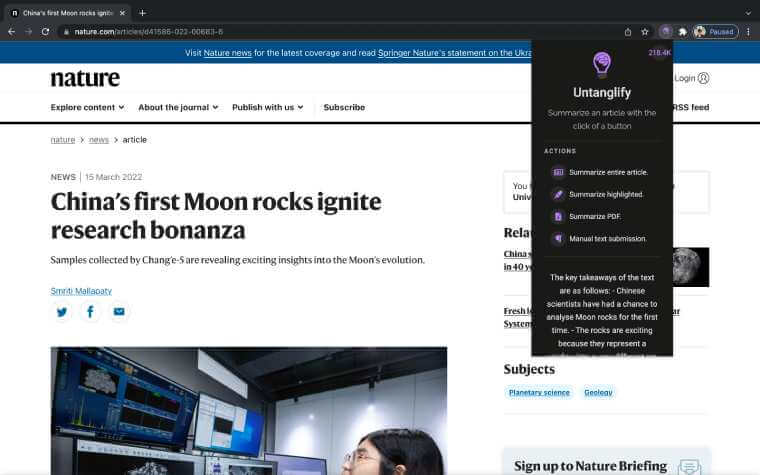 China's first Moon rocks ignite
nature.com/articles/d41586-022-00683-6
Paused
Visit Nature news for the latest coverage and read Springer Nature's statement on the Ukra
nature
Login
Explore content
About the journal
Publish with us
Subscribe
RSS feed
nature > news > article
NEWS | 15 March 2022
China's first Moon rocks ignite
research bonanza
Samples collected by Chang'e-5 are revealing exciting insights into the Moon's evolution.
Smriti Mallapaty
218.4K
Untanglify
Summarize an article with the
click of a button
ACTIONS
Summarize entire article.
Summarize highlighted.
Summarize PDF.
Manual text submission.
The key takeaways of the text
are as follows: - Chinese
scientists have had a chance to
analyse Moon rocks for the first
time. - The rocks are exciting
because they represent a
You
Univ
Rela
China
in 40
Fresh
System
Subjects
Planetary science
Geology
Sign up to Nature Briefing